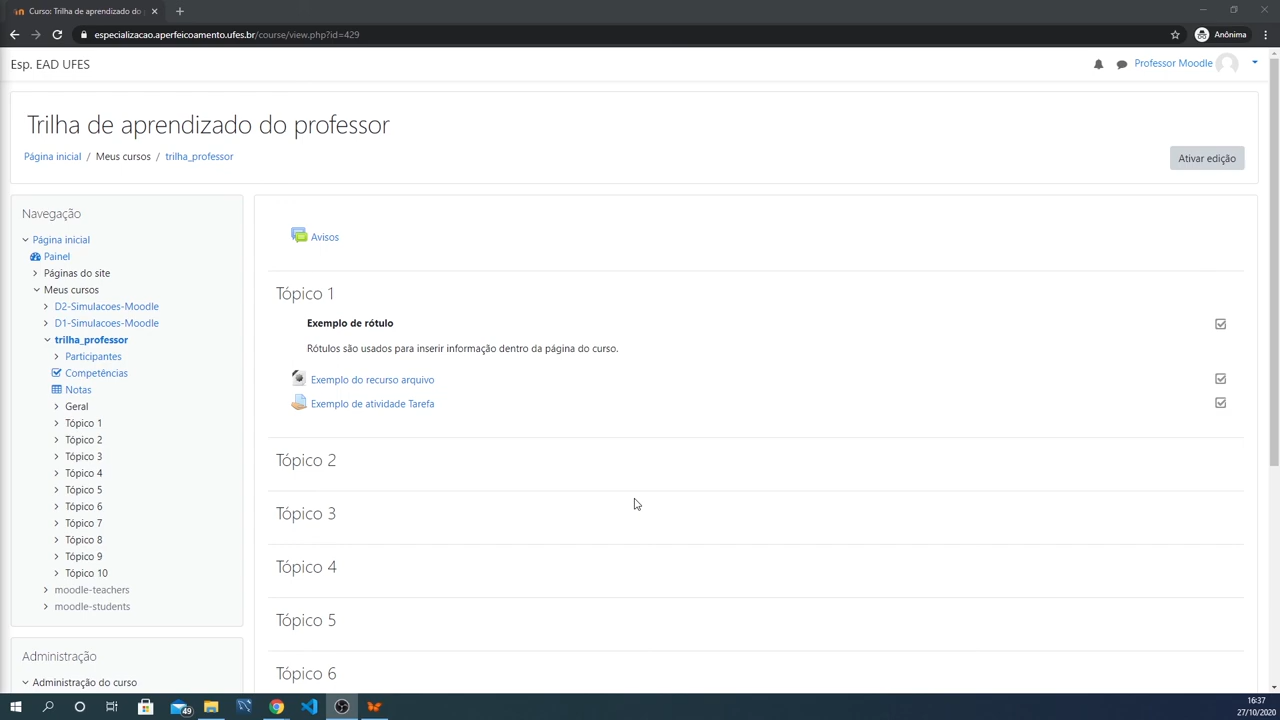 Curso: Trilha de aprendizado do
especializacao.aperfeicoamento.ufes.br/course/view.php?id=429
Anônima
Esp. EAD UFES
Professor Moodle
Trilha de aprendizado do professor
Página inicial / Meus cursos / trilha_professor
Ativar edição
Navegação
Página inicial
Painel
Páginas do site
Meus cursos
D2-Simulacoes-Moodle
D1-Simulacoes-Moodle
trilha_professor
Participantes
Competências
Notas
Geral
Tópico 1
Tópico 2
Tópico 3
Tópico 4
Tópico 5
Tópico 6
Tópico 7
Tópico 8
Tópico 9
Tópico 10
moodle-teachers
moodle-students
Administração
Administração do curso
Avisos
Tópico 1
Exemplo de rótulo
Rótulos são usados para inserir informação dentro da página do curso.
Exemplo do recurso arquivo
Exemplo de atividade Tarefa
Tópico 2
Tópico 3
Tópico 4
Tópico 5
Tópico 6
49
16:37
27/10/2020